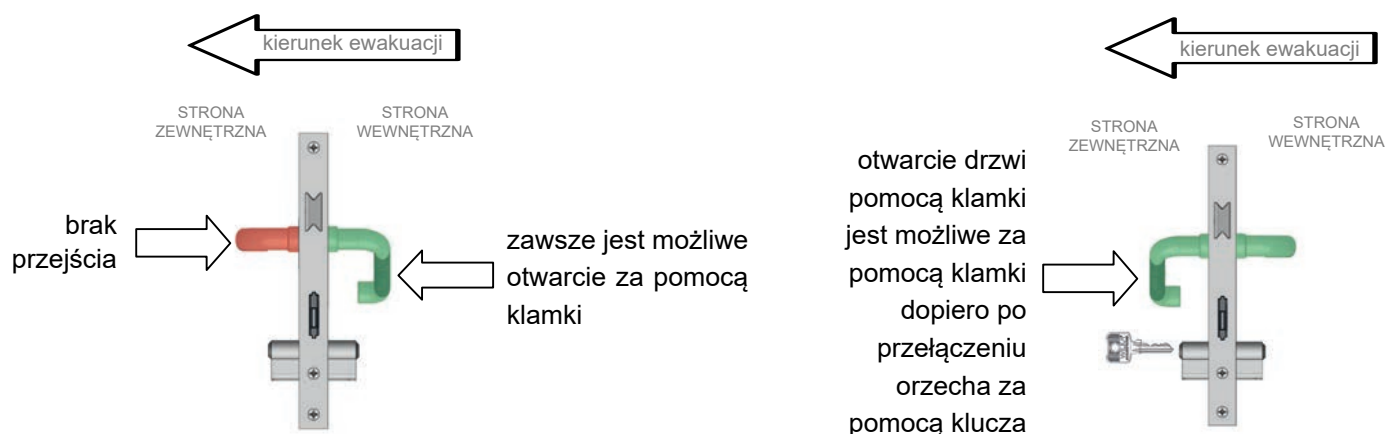 kierunek ewakuacji
STRONA
ZEWNĘTRZNA
STRONA
WEWNĘTRZNA
brak
przejścia
zawsze jest możliwe
otwarcie za pomocą
klamki
kierunek ewakuacji
STRONA
ZEWNĘTRZNA
STRONA
WEWNĘTRZNA
otwarcie drzwi
pomocą klamki
jest możliwe za
pomocą klamki
dopiero po
przełączeniu
orzecha za
pomocą klucza